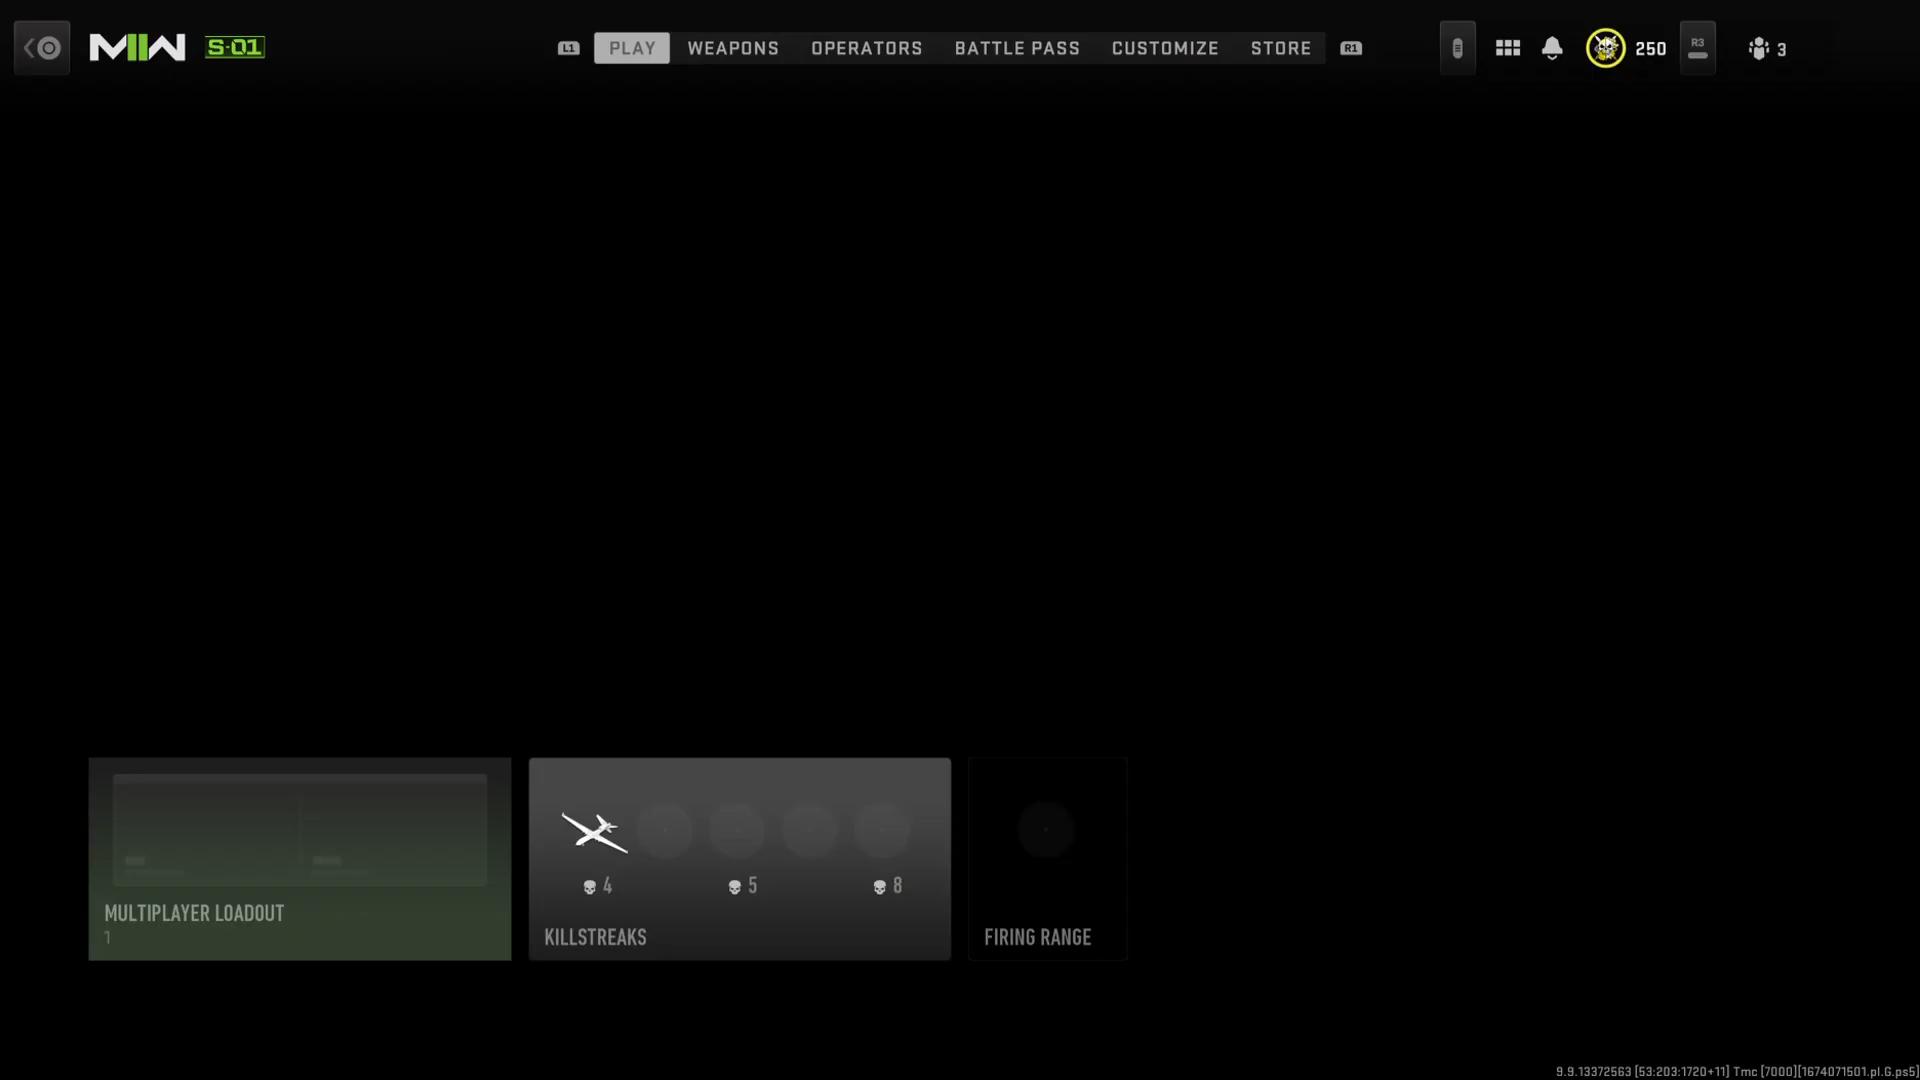 MIIW S-01
L1 PLAY WEAPONS OPERATORS BATTLE PASS CUSTOMIZE STORE R1
250 R3 3
4 5 8
MULTIPLAYER LOADOUT
1
KILLSTREAKS
FIRING RANGE
9.9.13372563 [53:203:1720+11] Tmc [7000][1674071501.pl.G.ps5]